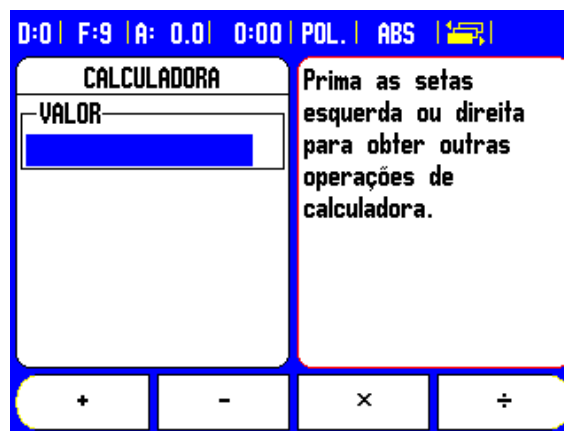 D:0 | F:9 | A: 0.0 | 0:00 | POL. | ABS
CALCULADORA
VALOR
Prima as setas
esquerda ou direita
para obter outras
operações de
calculadora.
+ - × ÷